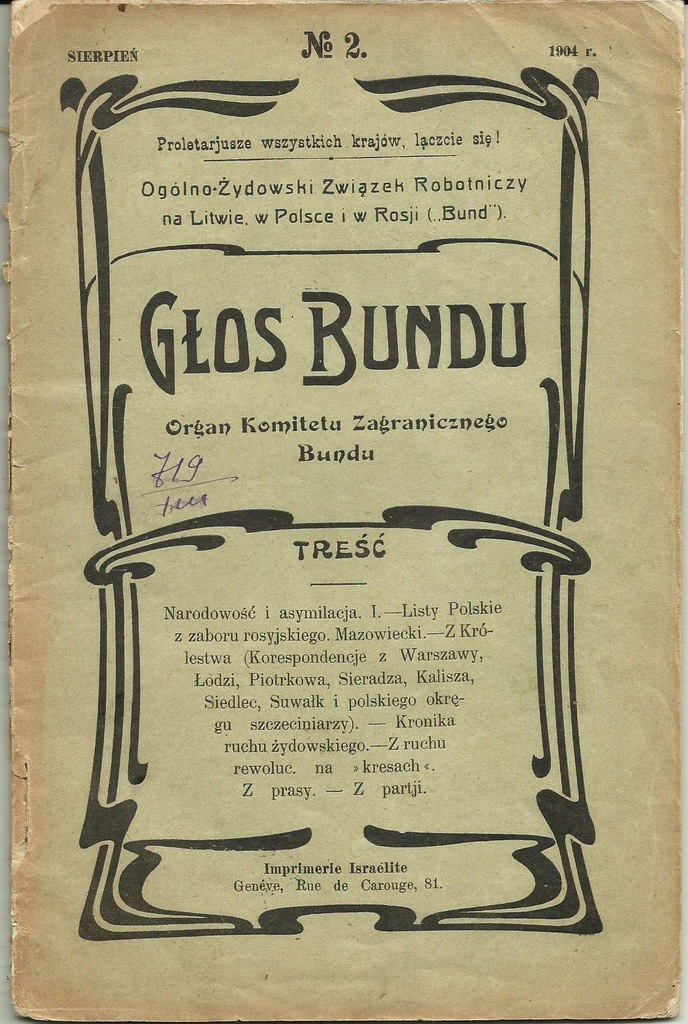 SIERPIEŃ
№ 2.
1904 r.
Proletarjusze wszystkich krajów, łączcie się!
Ogólno-Żydowski Związek Robotniczy
na Litwie, w Polsce i w Rosji („Bund”).
GŁOS BUNDU
Organ Komitetu Zagranicznego
Bundu
719
TREŚĆ
Narodowość i asymilacja. I.—Listy Polskie
z zaboru rosyjskiego. Mazowiecki.—Z Kró-
lestwa (Korespondencje z Warszawy,
Łodzi, Piotrkowa, Sieradza, Kalisza,
Siedlec, Suwałk i polskiego okrę-
gu szczeciniarzy). — Kronika
ruchu żydowskiego.—Z ruchu
rewoluc. na »kresach«.
Z prasy. — Z partji.
Imprimerie Israélite
Genéve, Rue de Carouge, 81.